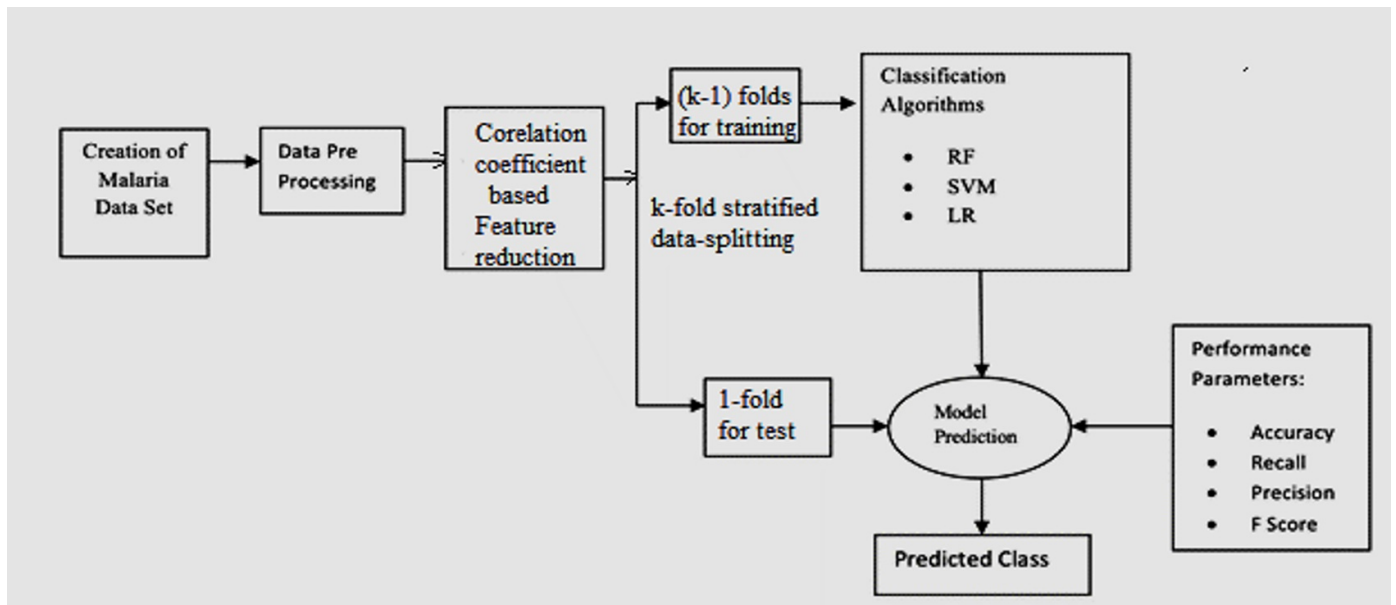 Creation of
Malaria
Data Set
Data Pre
Processing
Corelation
coefficient
based
Feature
reduction
(k-1) folds
for training
k-fold stratified
data-splitting
Classification
Algorithms
• RF
• SVM
• LR
1-fold
for test
Model
Prediction
Performance
Parameters:
• Accuracy
• Recall
• Precision
• F Score
Predicted Class